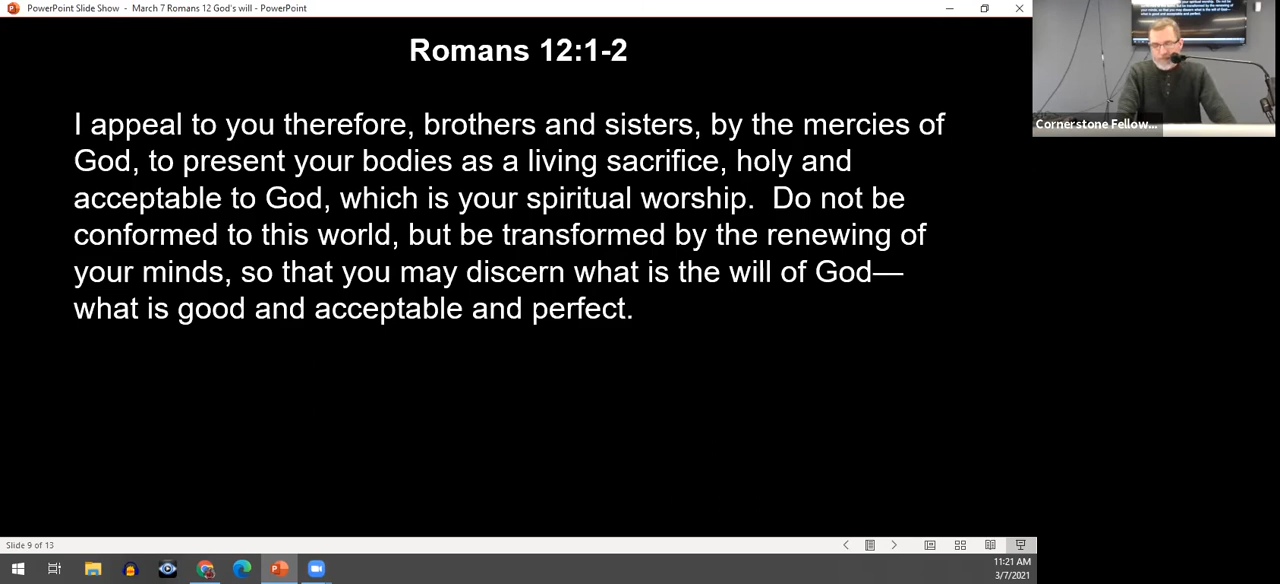 PowerPoint Slide Show - March 7 Romans 12 God's will - PowerPoint
Romans 12:1-2
I appeal to you therefore, brothers and sisters, by the mercies of
God, to present your bodies as a living sacrifice, holy and
acceptable to God, which is your spiritual worship.  Do not be
conformed to this world, but be transformed by the renewing of
your minds, so that you may discern what is the will of God—
what is good and acceptable and perfect.
Cornerstone Fellow...
Slide 9 of 13
11:21 AM
3/7/2021